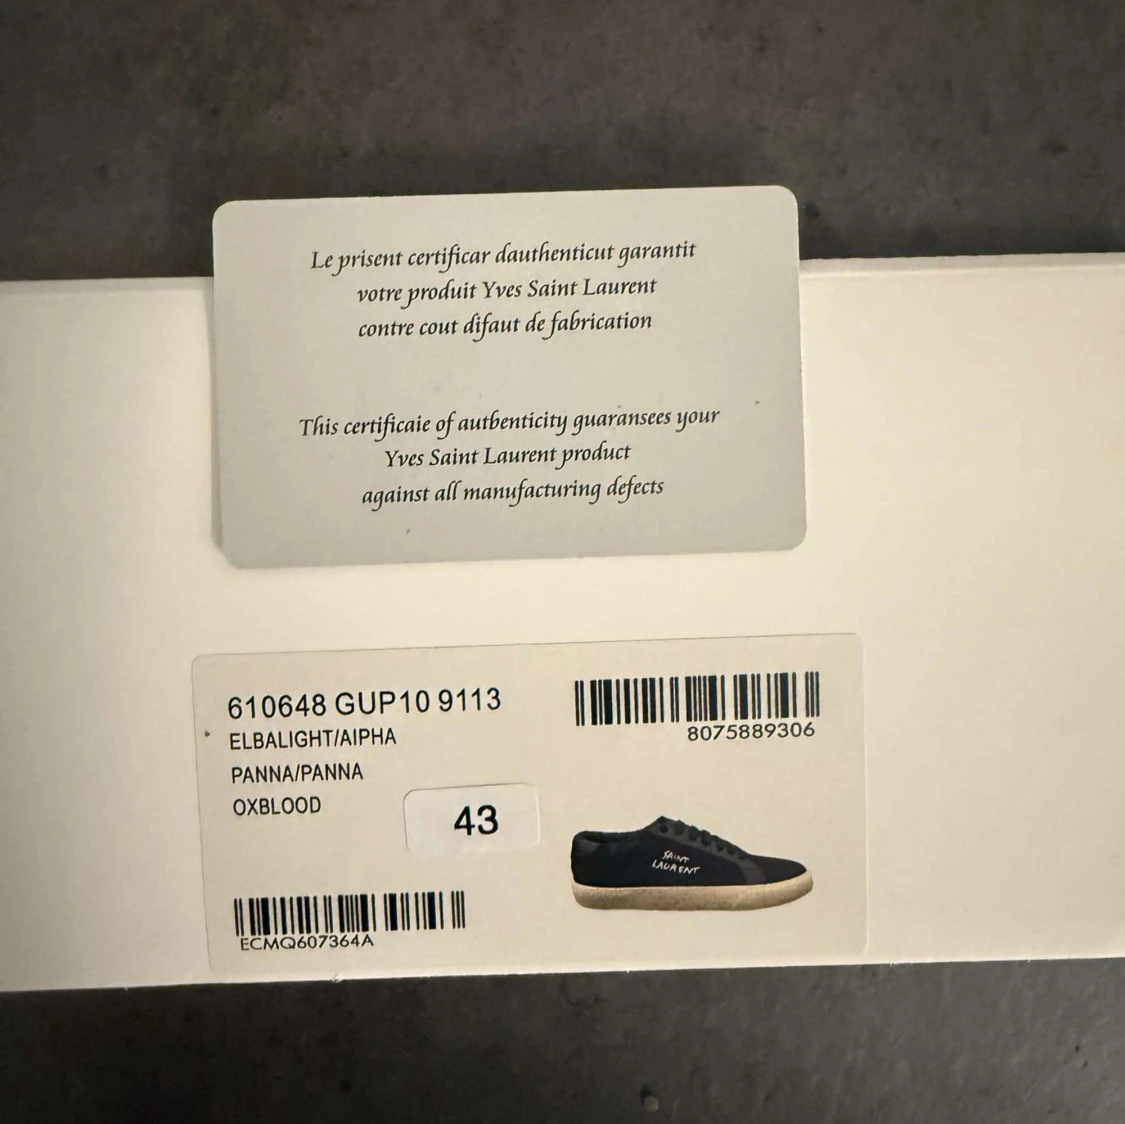 Le prisent certificar dauthenticut garantit
votre produit Yves Saint Laurent
contre cout difaut de fabrication
This certificaie of autbenticity guaransees your
Yves Saint Laurent product
against all manufacturing defects
610648 GUP10 9113
ELBALIGHT/AIPHA
PANNA/PANNA
OXBLOOD
43
8075889306
SAINT
LAURENT
ECMQ607364A